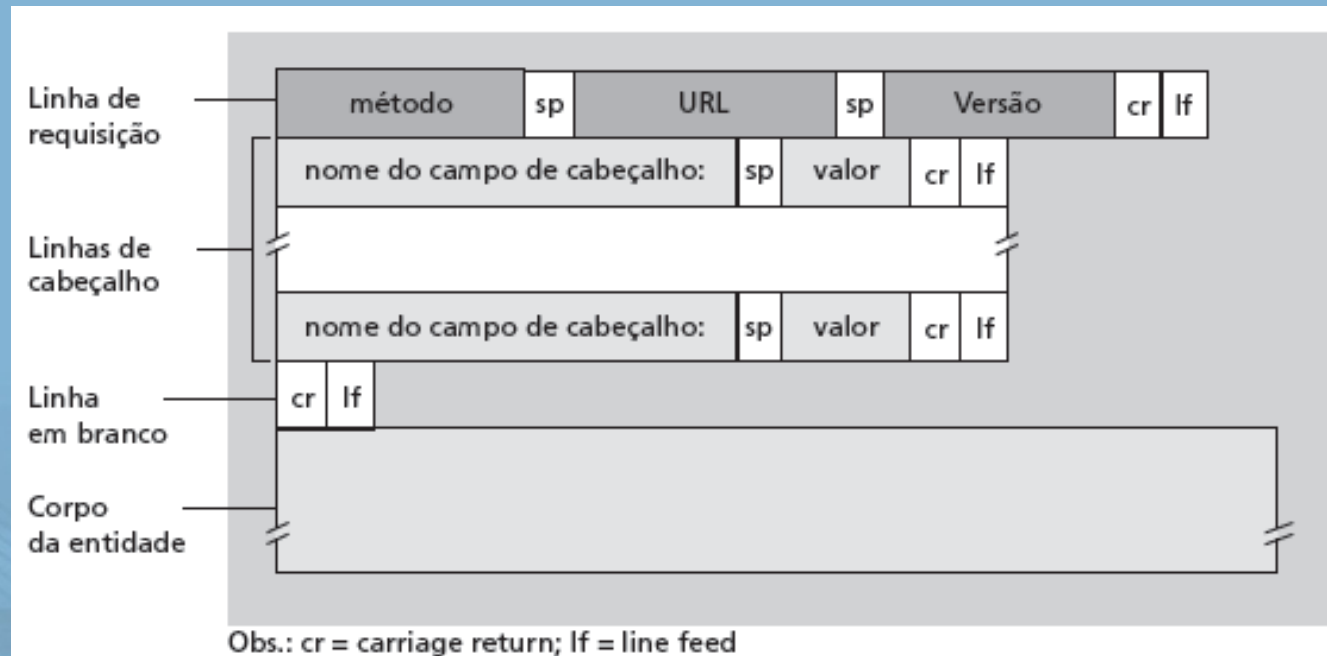 Linha de
requisição
método sp URL sp Versão cr lf
nome do campo de cabeçalho: sp valor cr lf
Linhas de
cabeçalho
nome do campo de cabeçalho: sp valor cr lf
Linha
em branco
cr lf
Corpo
da entidade
Obs.: cr = carriage return; lf = line feed